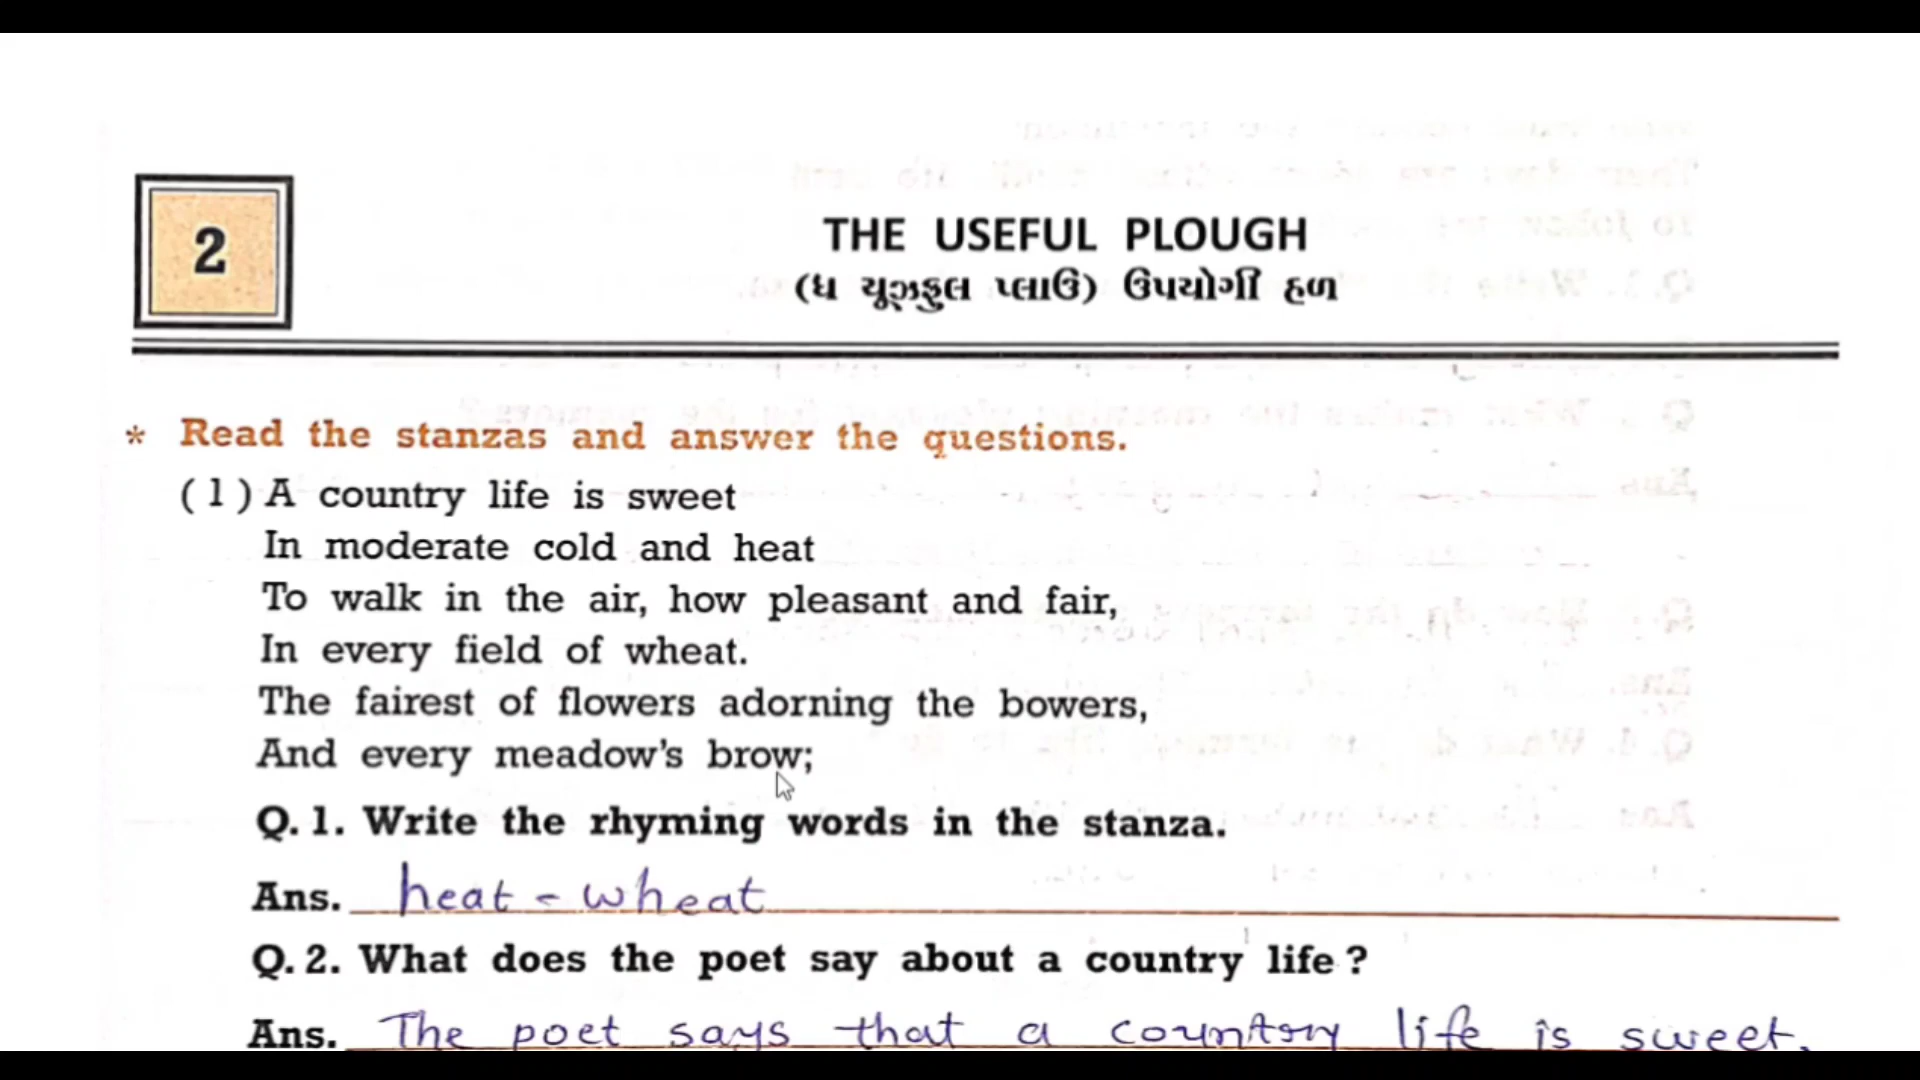 2
THE USEFUL PLOUGH
(ધ યૂઝફુલ પ્લાઉ) ઉપયોગી હળ
* Read the stanzas and answer the questions.
(1) A country life is sweet
In moderate cold and heat
To walk in the air, how pleasant and fair,
In every field of wheat.
The fairest of flowers adorning the bowers,
And every meadow's brow;
Q.1. Write the rhyming words in the stanza.
Ans. heat - wheat
Q.2. What does the poet say about a country life?
Ans. The poet says that a country life is sweet.